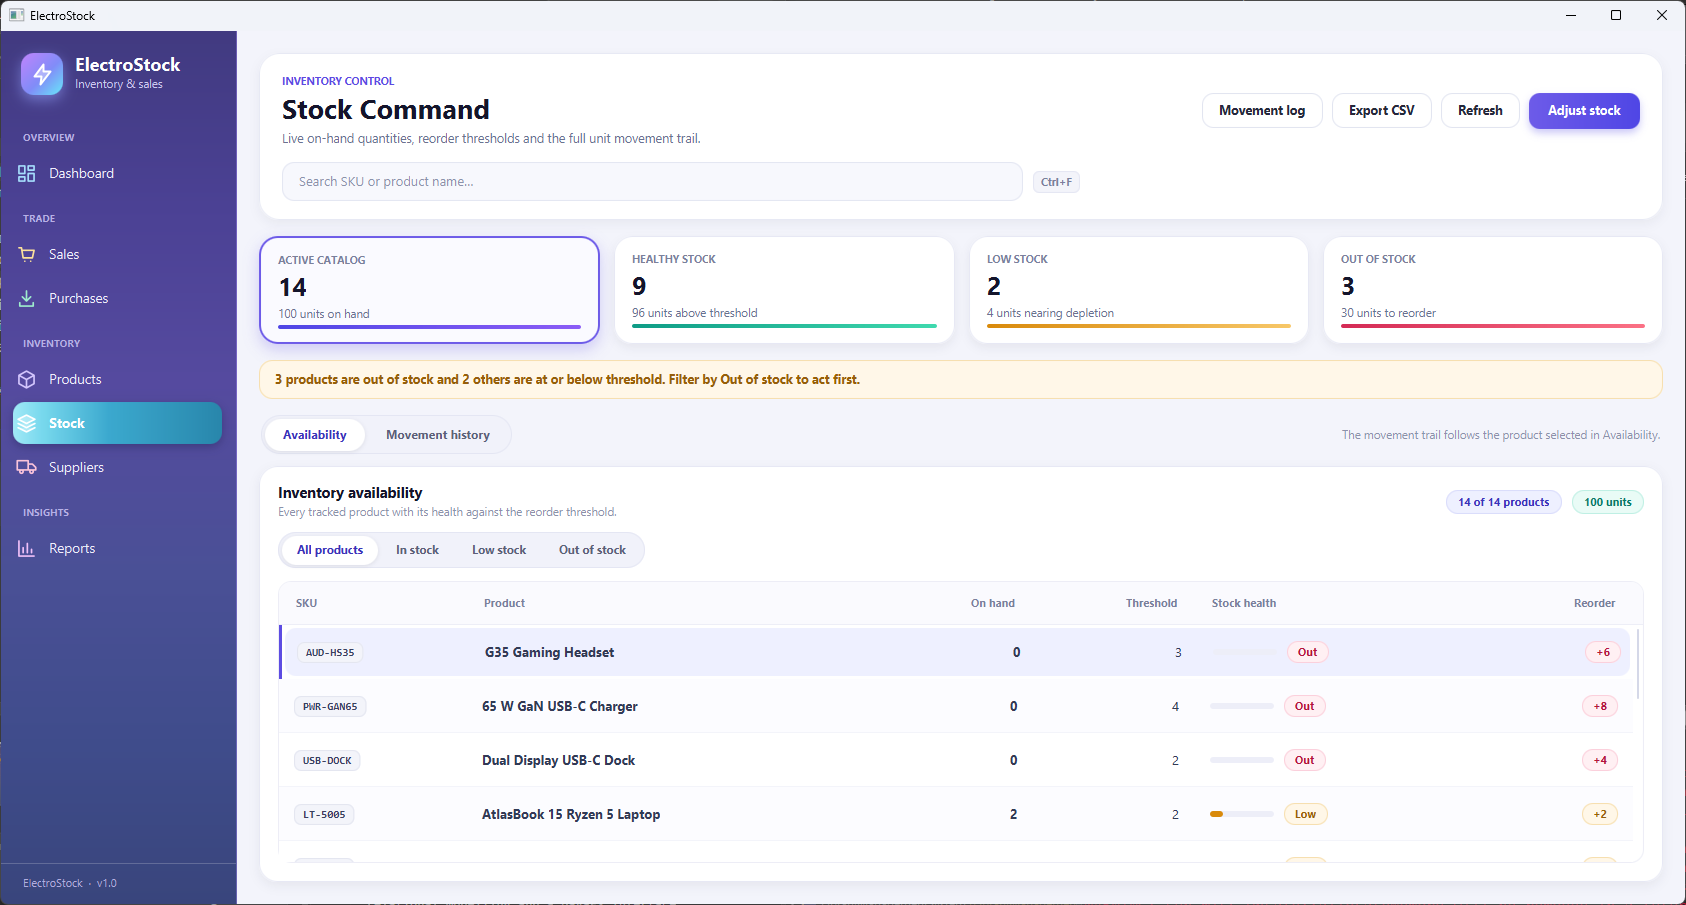 ElectroStock
ElectroStock
Inventory & sales
OVERVIEW
Dashboard
TRADE
Sales
Purchases
INVENTORY
Products
Stock
Suppliers
INSIGHTS
Reports
ElectroStock · v1.0
INVENTORY CONTROL
Stock Command
Live on-hand quantities, reorder thresholds and the full unit movement trail.
Movement log
Export CSV
Refresh
Adjust stock
Search SKU or product name...
Ctrl+F
ACTIVE CATALOG
14
100 units on hand
HEALTHY STOCK
9
96 units above threshold
LOW STOCK
2
4 units nearing depletion
OUT OF STOCK
3
30 units to reorder
3 products are out of stock and 2 others are at or below threshold. Filter by Out of stock to act first.
Availability
Movement history
The movement trail follows the product selected in Availability.
Inventory availability
Every tracked product with its health against the reorder threshold.
14 of 14 products
100 units
All products
In stock
Low stock
Out of stock
SKU Product On hand Threshold Stock health Reorder
AUD-HS35 G35 Gaming Headset 0 3 Out +6
PWR-GAN65 65 W GaN USB-C Charger 0 4 Out +8
USB-DOCK Dual Display USB-C Dock 0 2 Out +4
LT-5005 AtlasBook 15 Ryzen 5 Laptop 2 2 Low +2